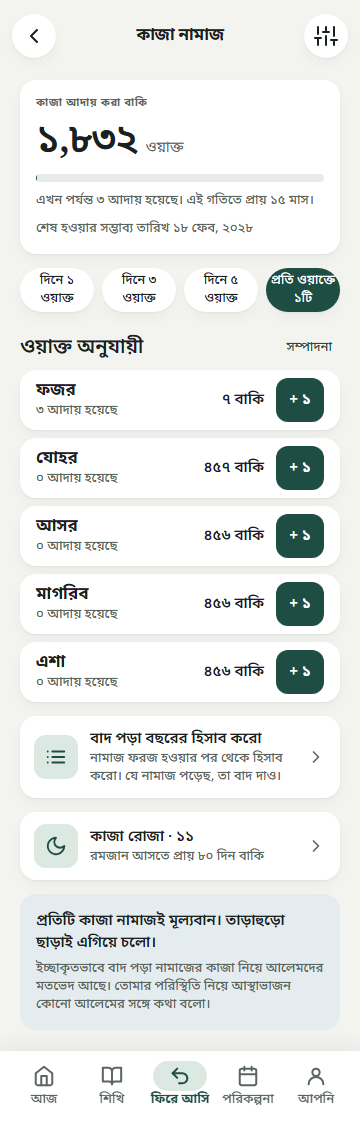 কাজা নামাজ
কাজা আদায় করা বাকি
১,৮৩২ ওয়াক্ত
এখন পর্যন্ত ৩ আদায় হয়েছে। এই গতিতে প্রায় ১৫ মাস।
শেষ হওয়ার সম্ভাব্য তারিখ ১৮ ফেব, ২০২৮
দিনে ১ ওয়াক্ত
দিনে ৩ ওয়াক্ত
দিনে ৫ ওয়াক্ত
প্রতি ওয়াক্তে ১টি
ওয়াক্ত অনুযায়ী
সম্পাদনা
ফজর
৩ আদায় হয়েছে
৭ বাকি
+ ১
যোহর
০ আদায় হয়েছে
৪৫৭ বাকি
+ ১
আসর
০ আদায় হয়েছে
৪৫৬ বাকি
+ ১
মাগরিব
০ আদায় হয়েছে
৪৫৬ বাকি
+ ১
এশা
০ আদায় হয়েছে
৪৫৬ বাকি
+ ১
বাদ পড়া বছরের হিসাব করো
নামাজ ফরজ হওয়ার পর থেকে হিসাব
করো। যে নামাজ পড়েছ, তা বাদ দাও।
কাজা রোজা · ১১
রমজান আসতে প্রায় ৮০ দিন বাকি
প্রতিটি কাজা নামাজই মূল্যবান। তাড়াহুড়ো
ছাড়াই এগিয়ে চলো।
ইচ্ছাকৃতভাবে বাদ পড়া নামাজের কাজা নিয়ে আলেমদের
মতভেদ আছে। তোমার পরিস্থিতি নিয়ে আস্থাভাজন
কোনো আলেমের সঙ্গে কথা বলো।
আজ
শিখি
ফিরে আসি
পরিকল্পনা
আপনি